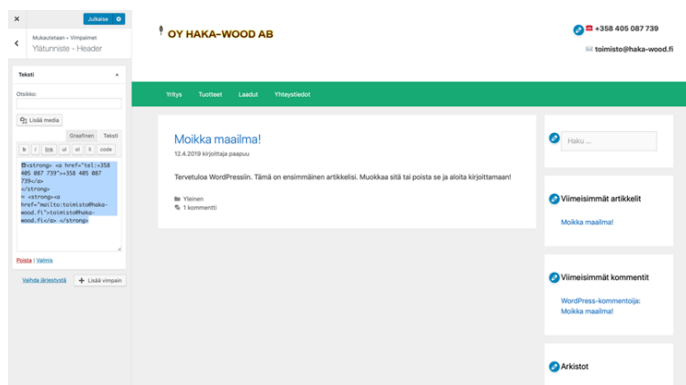 Julkaise
Mukautetaan • Vimpaimet
Ylätunniste - Header
Teksti
Otsikko:
Lisää media
Graafinen Teksti
b i link ul ol li code
<strong> <a href="tel:+358
405 087 739">+358 405 087
739</a>
</strong>
<strong><a
href="mailto:toimisto@haka-
wood.fi">toimisto@haka-
wood.fi</a> </strong>
Poista | Valmis
Vaihda järjestystä
Lisää vimpain
OY HAKA-WOOD AB
+358 405 087 739
toimisto@haka-wood.fi
Yritys Tuotteet Laadut Yhteystiedot
Moikka maailma!
12.4.2019 kirjoittaja paapuu
Tervetuloa WordPressiin. Tämä on ensimmäinen artikkelisi. Muokkaa sitä tai poista se ja aloita kirjoittamaan!
Yleinen
1 kommentti
Haku ...
Viimeisimmät artikkelit
Moikka maailma!
Viimeisimmät kommentit
WordPress-kommentoija:
Moikka maailma!
Arkistot